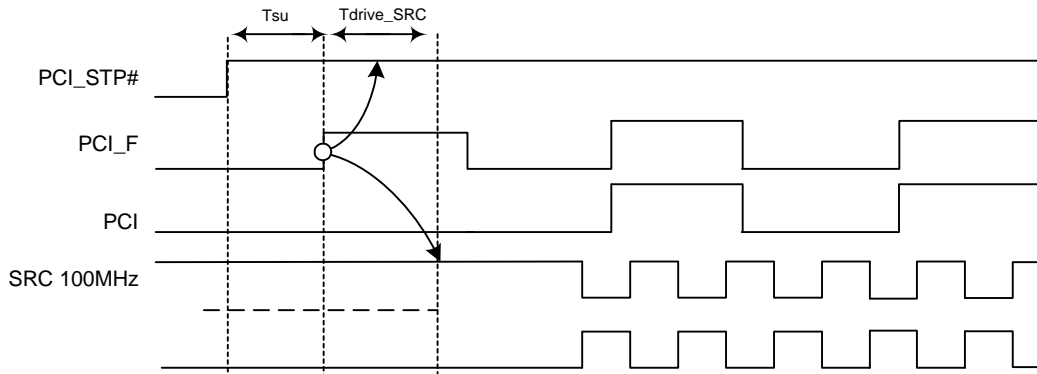 Tsu
Tdrive_SRC
PCI_STP#
PCI_F
PCI
SRC 100MHz